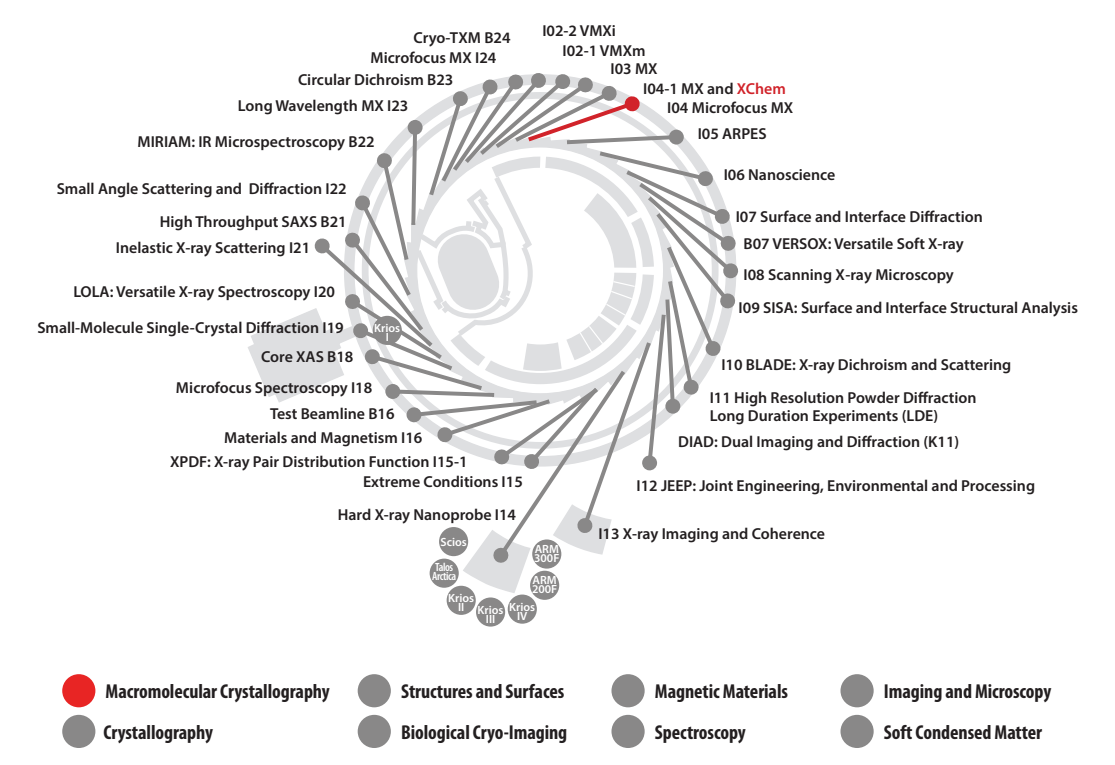 Cryo-TXM B24
Microfocus MX I24
Circular Dichroism B23
Long Wavelength MX I23
MIRIAM: IR Microspectroscopy B22
Small Angle Scattering and Diffraction I22
High Throughput SAXS B21
Inelastic X-ray Scattering I21
LOLA: Versatile X-ray Spectroscopy I20
Small-Molecule Single-Crystal Diffraction I19
Krios
I
Core XAS B18
Microfocus Spectroscopy I18
Test Beamline B16
Materials and Magnetism I16
XPDF: X-ray Pair Distribution Function I15-1
Extreme Conditions I15
Hard X-ray Nanoprobe I14
I02-2 VMXi
I02-1 VMXm
I03 MX
I04-1 MX and XChem
I04 Microfocus MX
I05 ARPES
I06 Nanoscience
I07 Surface and Interface Diffraction
B07 VERSOX: Versatile Soft X-ray
I08 Scanning X-ray Microscopy
I09 SISA: Surface and Interface Structural Analysis
I10 BLADE: X-ray Dichroism and Scattering
I11 High Resolution Powder Diffraction
Long Duration Experiments (LDE)
DIAD: Dual Imaging and Diffraction (K11)
I12 JEEP: Joint Engineering, Environmental and Processing
I13 X-ray Imaging and Coherence
Scios
Talos
Arctica
Krios
II
Krios
III
Krios
IV
ARM
200F
ARM
300F
Macromolecular Crystallography
Structures and Surfaces
Magnetic Materials
Imaging and Microscopy
Crystallography
Biological Cryo-Imaging
Spectroscopy
Soft Condensed Matter